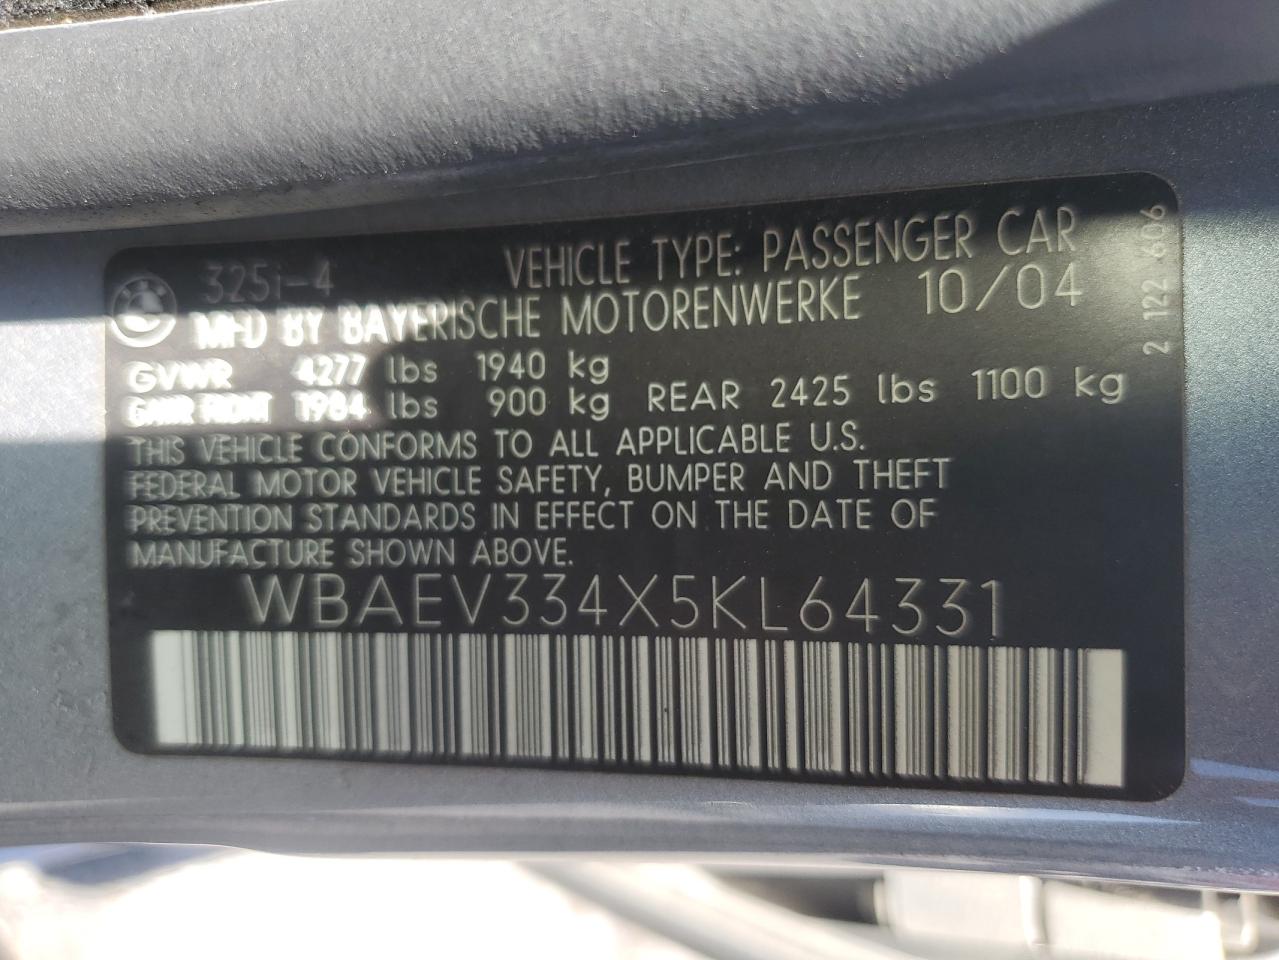 325i-4 VEHICLE TYPE: PASSENGER CAR
MFD BY BAYERISCHE MOTORENWERKE 10/04
GVWR 4277 lbs 1940 kg
GAWR FRONT 1984 lbs 900 kg REAR 2425 lbs 1100 kg
THIS VEHICLE CONFORMS TO ALL APPLICABLE U.S.
FEDERAL MOTOR VEHICLE SAFETY, BUMPER AND THEFT
PREVENTION STANDARDS IN EFFECT ON THE DATE OF
MANUFACTURE SHOWN ABOVE.
WBAEV334X5KL64331
2 122 606